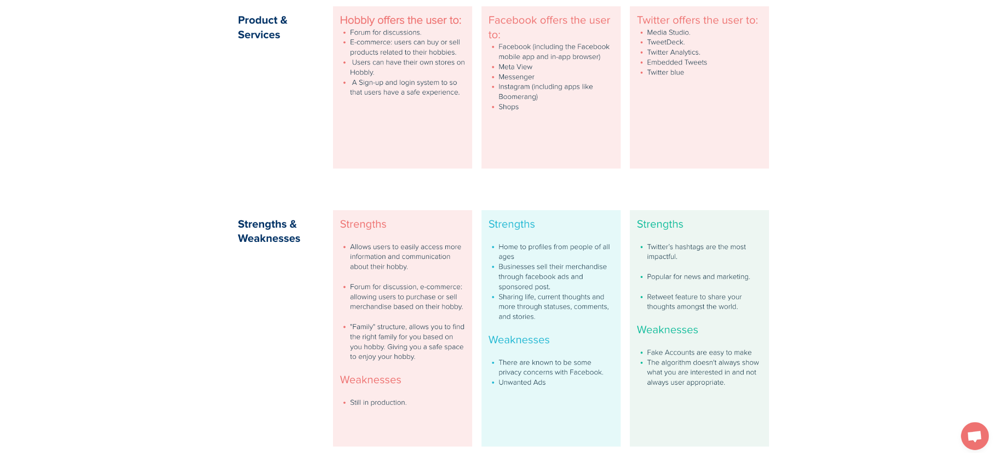 Product &
Services
Hobbly offers the user to:
Forum for discussions.
E-commerce: users can buy or sell
products related to their hobbies.
Users can have their own stores on
Hobbly.
A Sign-up and login system to so
that users have a safe experience.
Facebook offers the user
to:
Facebook (including the Facebook
mobile app and in-app browser)
Meta View
Messenger
Instagram (including apps like
Boomerang)
Shops
Twitter offers the user to:
Media Studio.
TweetDeck.
Twitter Analytics.
Embedded Tweets
Twitter blue
Strengths &
Weaknesses
Strengths
Allows users to easily access more
information and communication
about their hobby.
Forum for discussion, e-commerce:
allowing users to purchase or sell
merchandise based on their hobby.
"Family" structure, allows you to find
the right family for you based on
you hobby. Giving you a safe space
to enjoy your hobby.
Weaknesses
Still in production.
Strengths
Home to profiles from people of all
ages
Businesses sell their merchandise
through facebook ads and
sponsored post.
Sharing life, current thoughts and
more through statuses, comments,
and stories.
Weaknesses
There are known to be some
privacy concerns with Facebook.
Unwanted Ads
Strengths
Twitter’s hashtags are the most
impactful.
Popular for news and marketing.
Retweet feature to share your
thoughts amongst the world.
Weaknesses
Fake Accounts are easy to make
The algorithm doesn't always show
what you are interested in and not
always user appropriate.